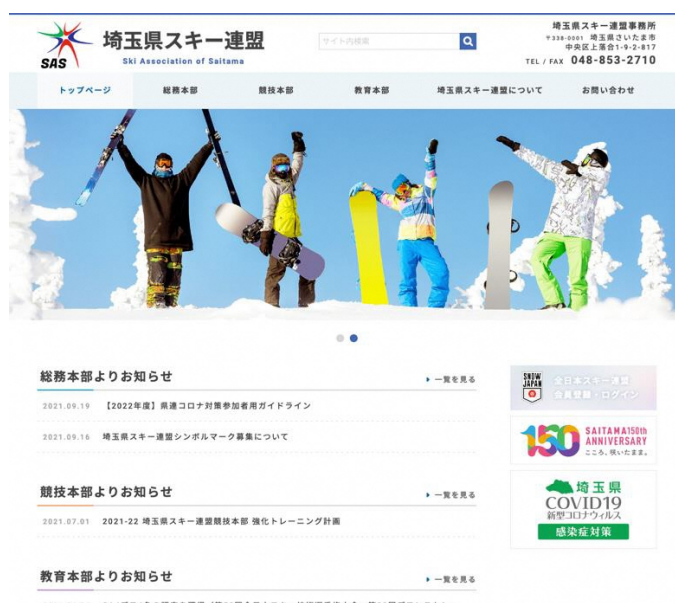 SAS
埼玉県スキー連盟
Ski Association of Saitama
サイト内検索
埼玉県スキー連盟事務所
〒338-0001 埼玉県さいたま市
中央区上落合1-9-2-817
TEL / FAX 048-853-2710
トップページ 総務本部 競技本部 教育本部 埼玉県スキー連盟について お問い合わせ
総務本部よりお知らせ 一覧を見る
2021.09.19 【2022年度】県連コロナ対策参加者用ガイドライン
2021.09.16 埼玉県スキー連盟シンボルマーク募集について
SNOW
JAPAN
全日本スキー連盟
会員登録・ログイン
150
SAITAMA150th
ANNIVERSARY
こころ、咲いたまま。
競技本部よりお知らせ 一覧を見る
2021.07.01 2021-22 埼玉県スキー連盟競技本部 強化トレーニング計画
埼玉県
COVID19
新型コロナウィルス
感染症対策
教育本部よりお知らせ 一覧を見る